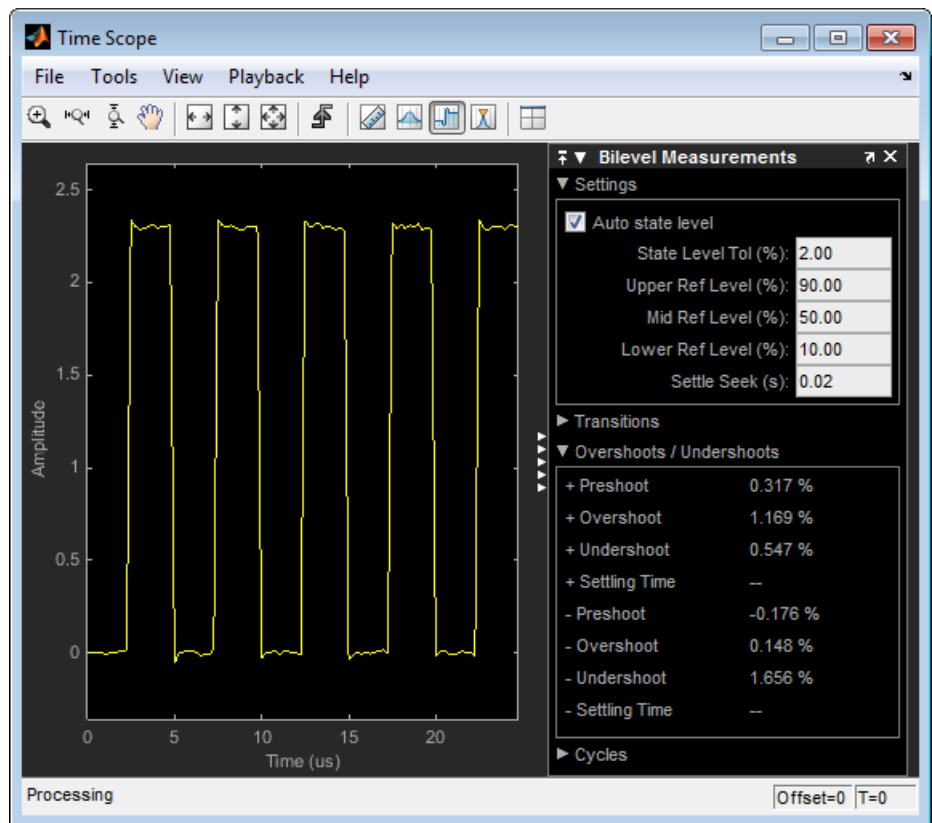 Time Scope
File Tools View Playback Help
Bilevel Measurements
Settings
Auto state level
State Level Tol (%): 2.00
Upper Ref Level (%): 90.00
Mid Ref Level (%): 50.00
Lower Ref Level (%): 10.00
Settle Seek (s): 0.02
Transitions
Overshoots / Undershoots
+ Preshoot 0.317 %
+ Overshoot 1.169 %
+ Undershoot 0.547 %
+ Settling Time --
- Preshoot -0.176 %
- Overshoot 0.148 %
- Undershoot 1.656 %
- Settling Time --
Cycles
2.5
2
1.5
1
0.5
0
Amplitude
0 5 10 15 20
Time (us)
Processing
Offset=0 T=0